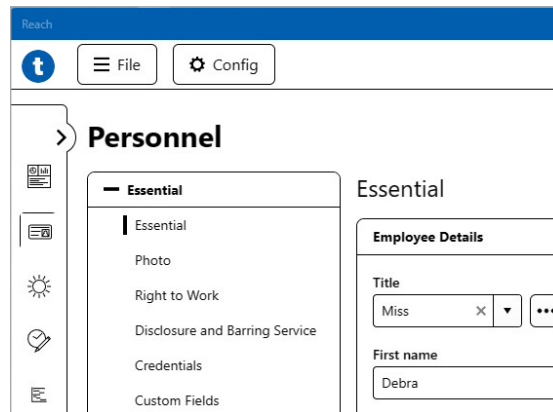 Reach
t
File
Config
Personnel
Essential
Essential
Photo
Right to Work
Disclosure and Barring Service
Credentials
Custom Fields
Essential
Employee Details
Title
Miss
First name
Debra